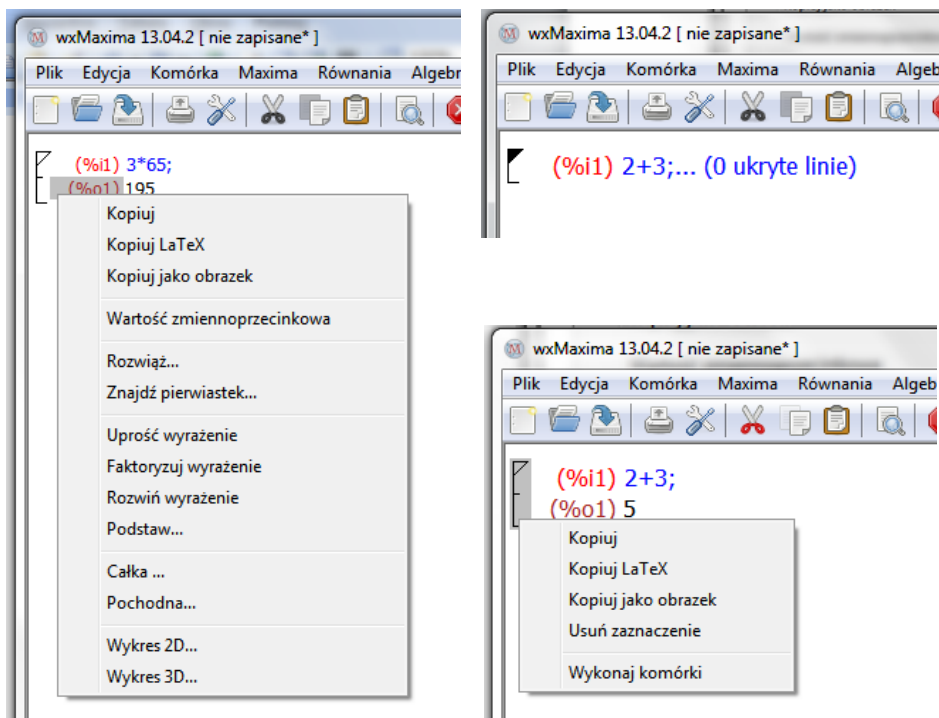 wxMaxima 13.04.2 [ nie zapisane* ]
Plik Edycja Komórka Maxima Równania Algebr
(%i1) 3*65;
(%o1) 195
Kopiuj
Kopiuj LaTeX
Kopiuj jako obrazek
Wartość zmiennoprzecinkowa
Rozwiąż...
Znajdź pierwiastek...
Uprość wyrażenie
Faktoryzuj wyrażenie
Rozwiń wyrażenie
Podstaw...
Całka ...
Pochodna...
Wykres 2D...
Wykres 3D...
wxMaxima 13.04.2 [ nie zapisane* ]
Plik Edycja Komórka Maxima Równania Algeb
(%i1) 2+3;... (0 ukryte linie)
wxMaxima 13.04.2 [ nie zapisane* ]
Plik Edycja Komórka Maxima Równania Algeb
(%i1) 2+3;
(%o1) 5
Kopiuj
Kopiuj LaTeX
Kopiuj jako obrazek
Usuń zaznaczenie
Wykonaj komórki